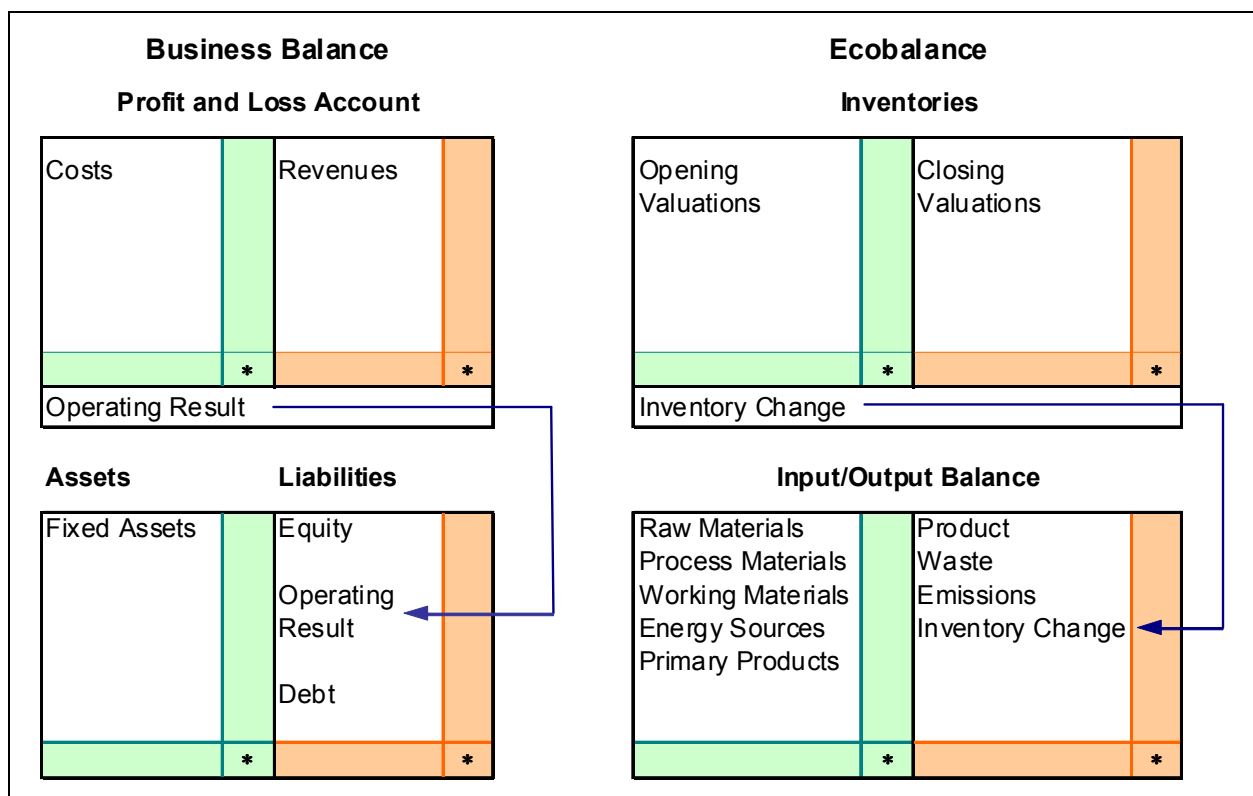 Business Balance
Profit and Loss Account
Costs
Revenues
*
*
Operating Result
Assets
Liabilities
Fixed Assets
Equity
Operating
Result
Debt
*
*
Ecobalance
Inventories
Opening
Valuations
Closing
Valuations
*
*
Inventory Change
Input/Output Balance
Raw Materials
Process Materials
Working Materials
Energy Sources
Primary Products
Product
Waste
Emissions
Inventory Change
*
*